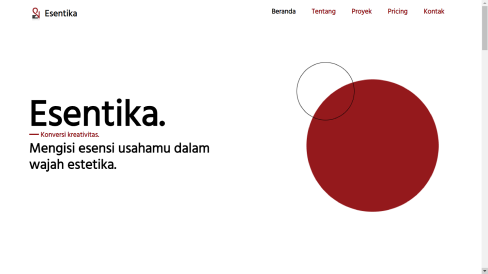 Esentika
Beranda Tentang Proyek Pricing Kontak
Esentika.
Konversi kreativitas.
Mengisi esensi usahamu dalam
wajah estetika.